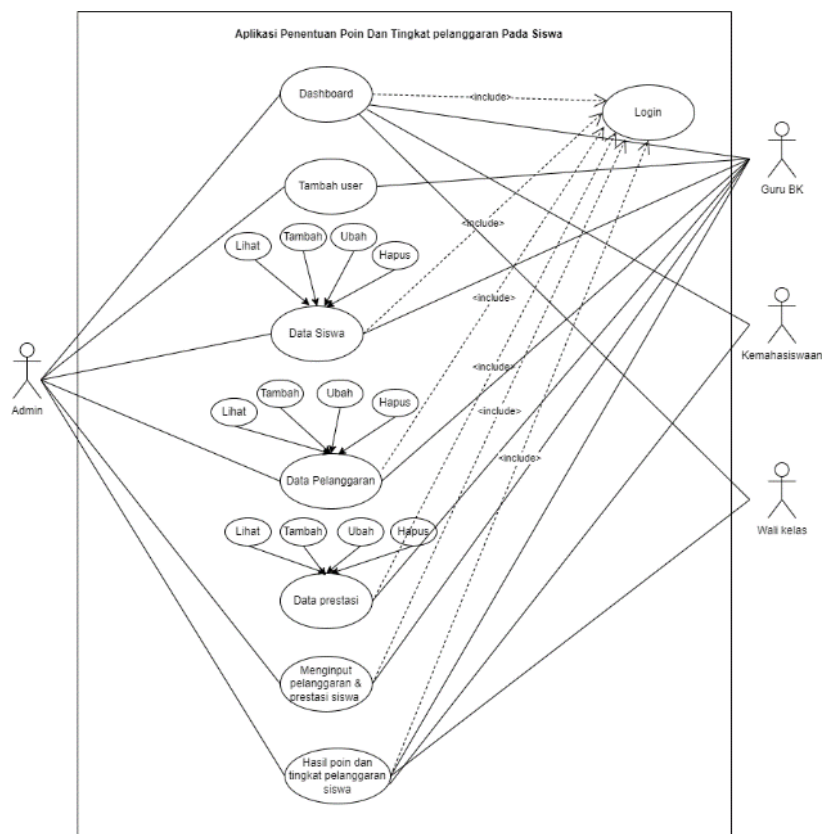 Aplikasi Penentuan Poin Dan Tingkat pelanggaran Pada Siswa
Dashboard
<include>
Login
Guru BK
Tambah user
<include>
Lihat
Tambah
Ubah
Hapus
<include>
Data Siswa
Kemahasiswaan
Admin
<include>
Lihat
Tambah
Ubah
Hapus
<include>
<include>
Data Pelanggaran
Wali kelas
Lihat
Tambah
Ubah
Hapus
Data prestasi
Menginput
pelanggaran &
prestasi siswa
Hasil poin dan
tingkat pelanggaran
siswa